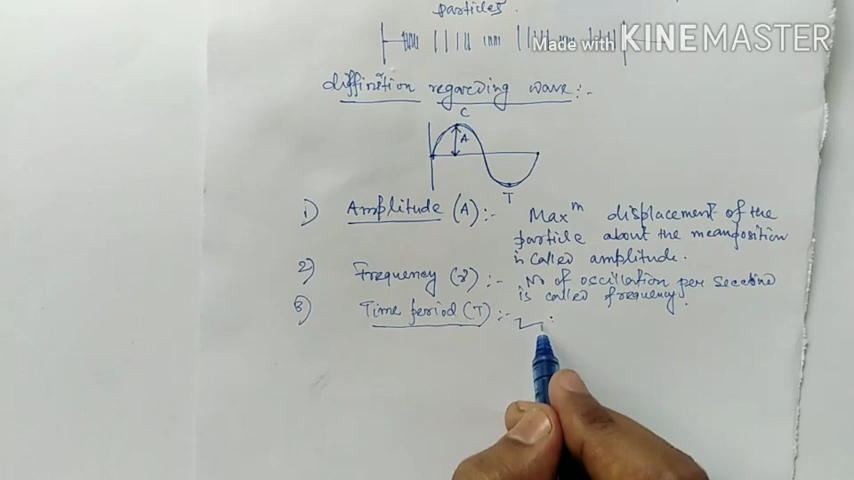 particles.
Made with KINEMASTER
diffinition regarding wave:-
C
A
T
1) Amplitude (A):- Max^m displacement of the
particle about the meanposition
is called amplitude.
2) Frequency (ν):- No of oscillation per second
is called frequency.
3) Time period (T):-